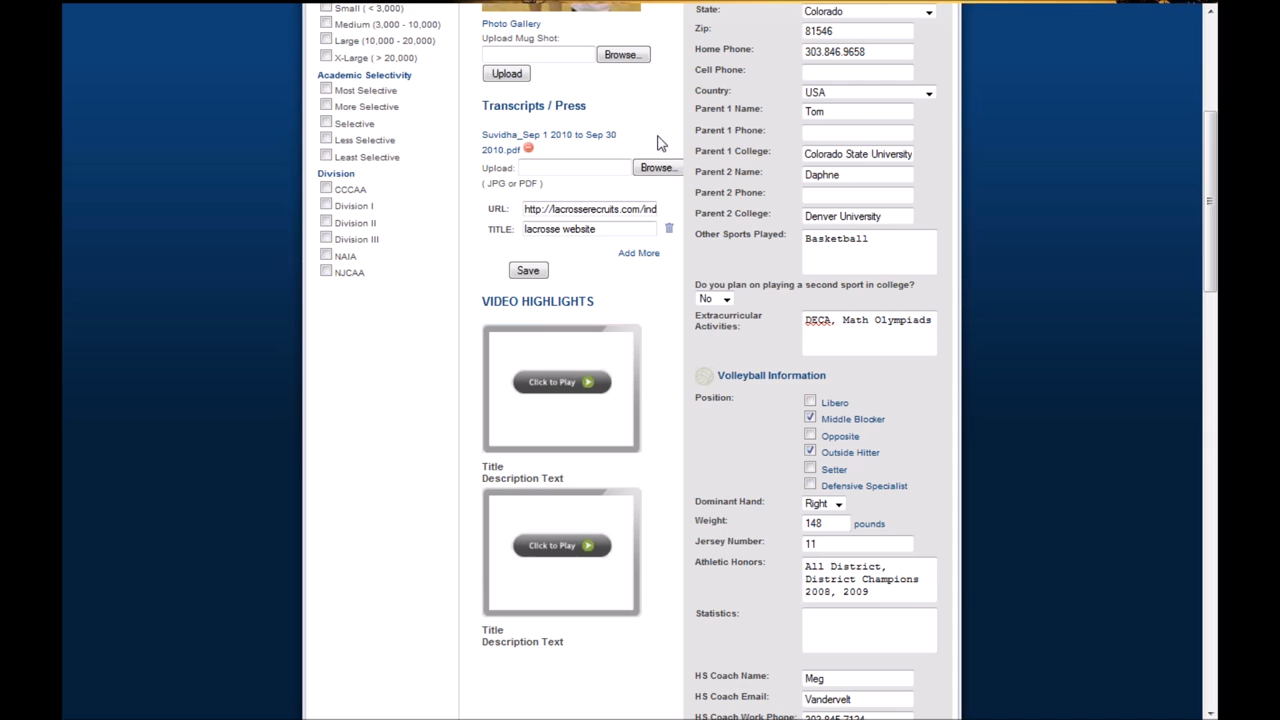 Small ( < 3,000)
Medium (3,000 - 10,000)
Large (10,000 - 20,000)
X-Large ( > 20,000)
Academic Selectivity
Most Selective
More Selective
Selective
Less Selective
Least Selective
Division
CCCAA
Division I
Division II
Division III
NAIA
NJCAA
Photo Gallery
Upload Mug Shot:
Browse...
Upload
Transcripts / Press
Suvidha_Sep 1 2010 to Sep 30
2010.pdf
Upload: Browse...
( JPG or PDF )
URL: http://lacrosserecruits.com/ind
TITLE: lacrosse website
Add More
Save
VIDEO HIGHLIGHTS
Click to Play
Title
Description Text
Click to Play
Title
Description Text
State: Colorado
Zip: 81546
Home Phone: 303.846.9658
Cell Phone:
Country: USA
Parent 1 Name: Tom
Parent 1 Phone:
Parent 1 College: Colorado State University
Parent 2 Name: Daphne
Parent 2 Phone:
Parent 2 College: Denver University
Other Sports Played: Basketball
Do you plan on playing a second sport in college?
No
Extracurricular DECA, Math Olympiads
Activities:
Volleyball Information
Position: Libero
Middle Blocker
Opposite
Outside Hitter
Setter
Defensive Specialist
Dominant Hand: Right
Weight: 148 pounds
Jersey Number: 11
Athletic Honors: All District,
District Champions
2008, 2009
Statistics:
HS Coach Name: Meg
HS Coach Email: Vandervelt
HS Coach Work Phone: 303.845.7124